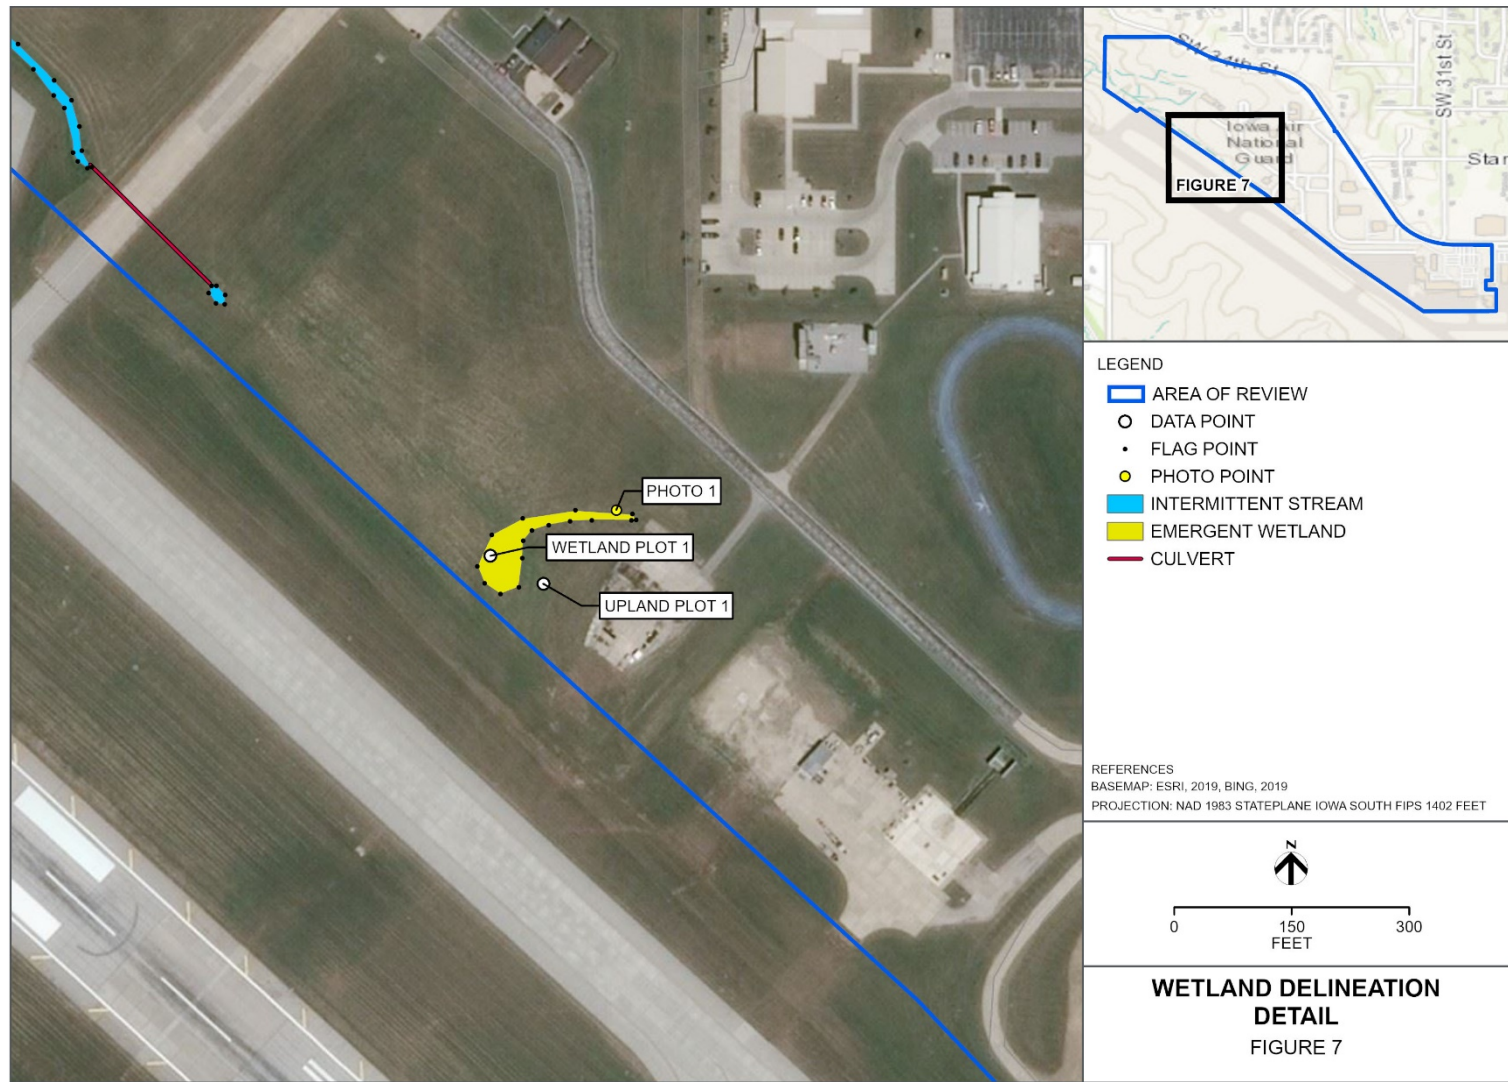 PHOTO 1
WETLAND PLOT 1
UPLAND PLOT 1
SW 34th St
SW 31st St
Iowa Air
National
Guard
Star
FIGURE 7
LEGEND
AREA OF REVIEW
DATA POINT
FLAG POINT
PHOTO POINT
INTERMITTENT STREAM
EMERGENT WETLAND
CULVERT
REFERENCES
BASEMAP: ESRI, 2019, BING, 2019
PROJECTION: NAD 1983 STATEPLANE IOWA SOUTH FIPS 1402 FEET
N
0 150 300
FEET
WETLAND DELINEATION
DETAIL
FIGURE 7